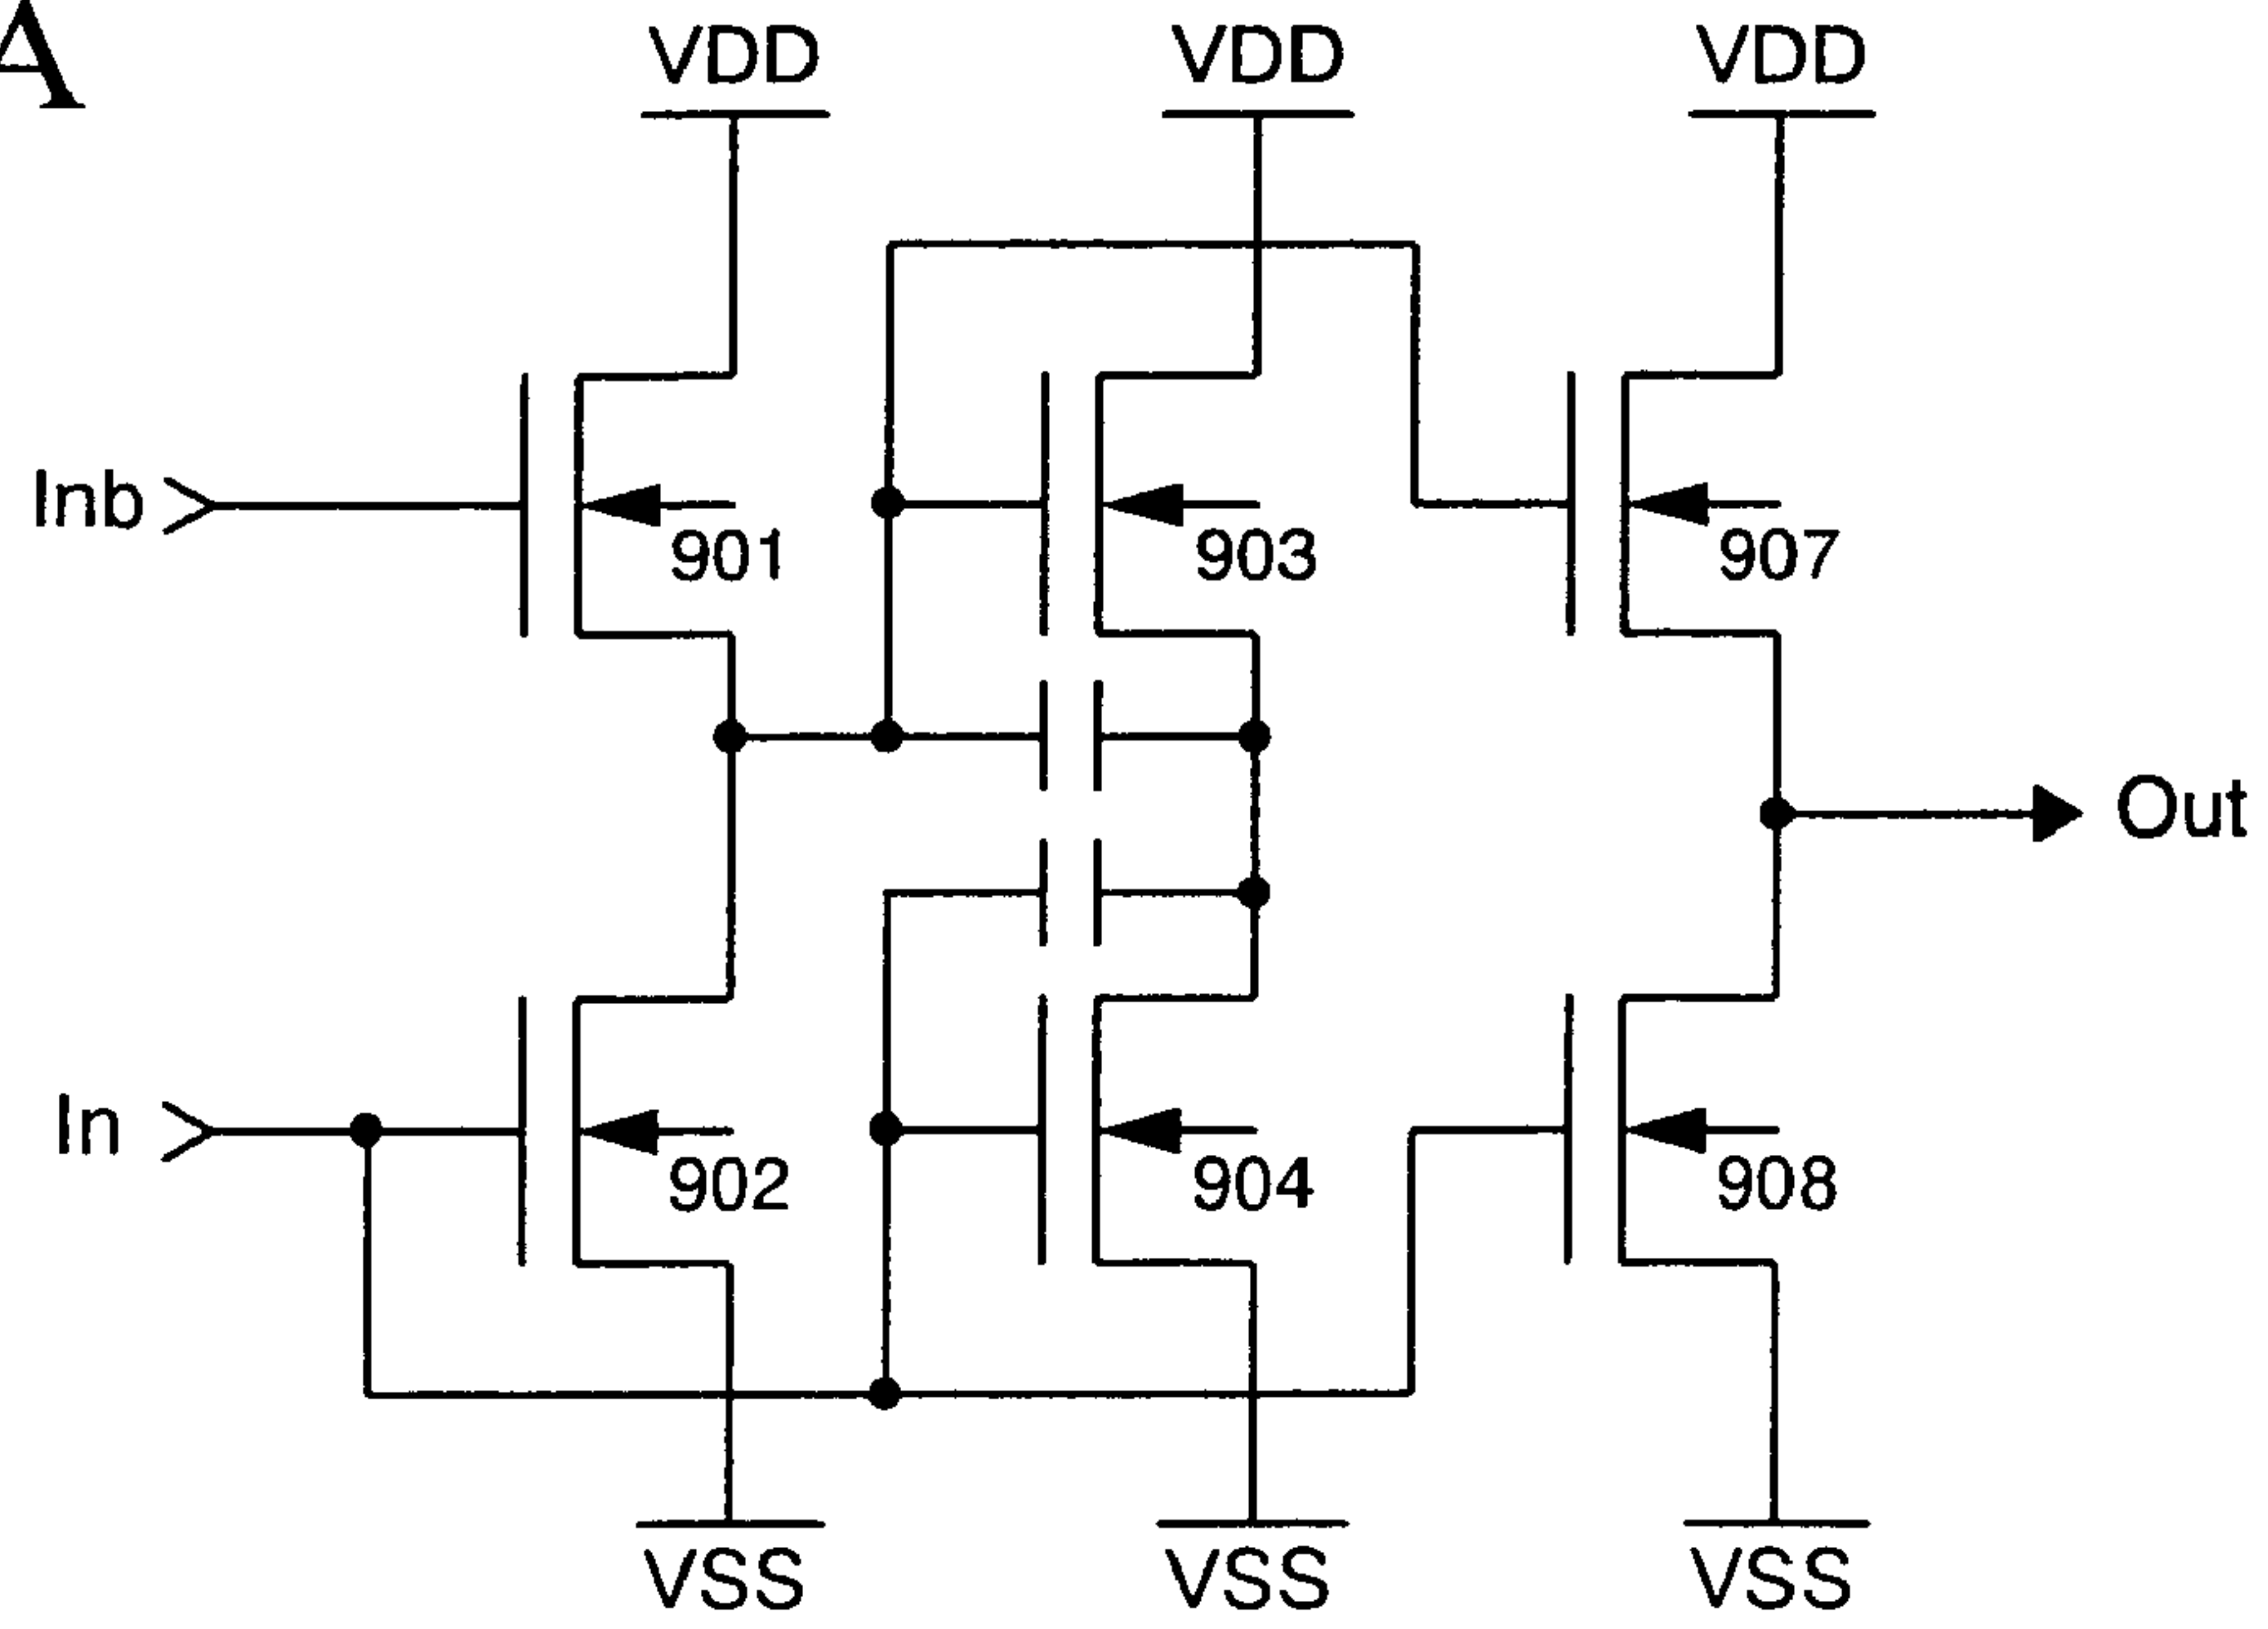 A
VDD VDD VDD
Inb
901 903 907
Out
In
902 904 908
VSS VSS VSS